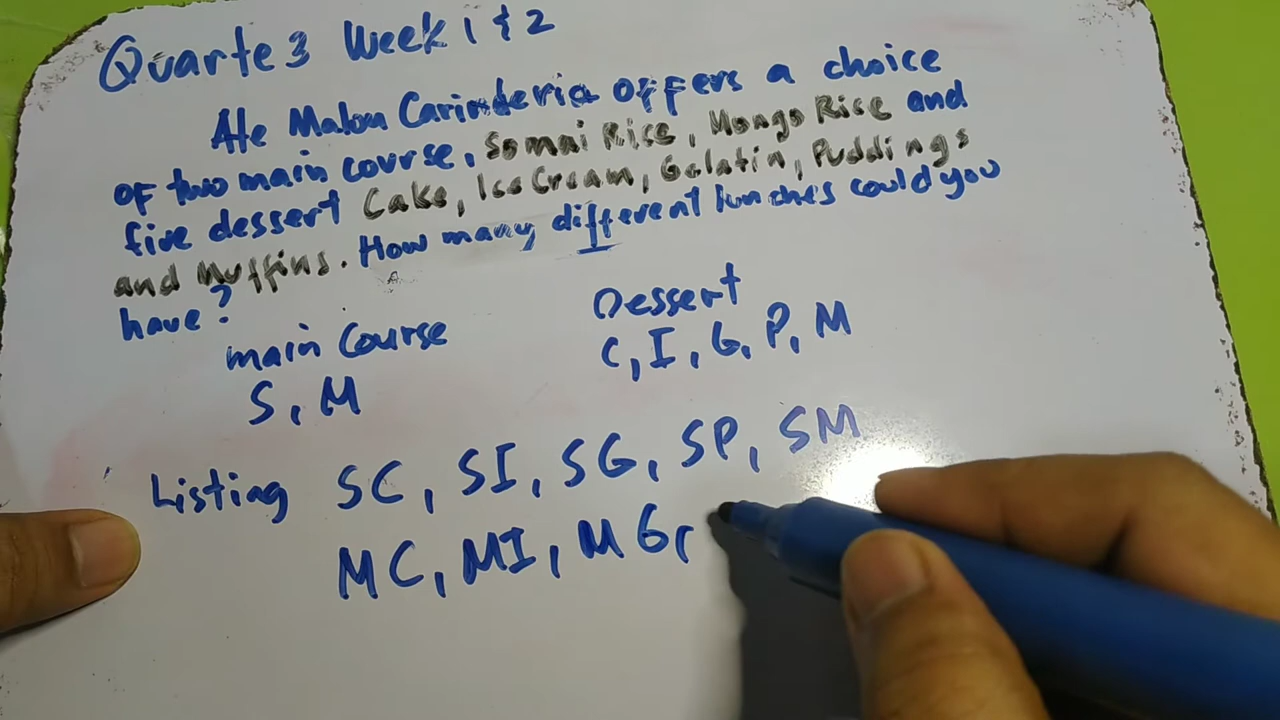 Quarte 3 Week 1 & 2
Ate Malou Carinderia offers a choice
of two main course, Somai Rice, Mongo Rice and
five dessert Cake, Ice Cream, Gelatin, Puddings
and Muffins. How many different lunches could you
have?
main Course Dessert
S, M C, I, G, P, M
Listing SC, SI, SG, SP, SM
MC, MI, MG,